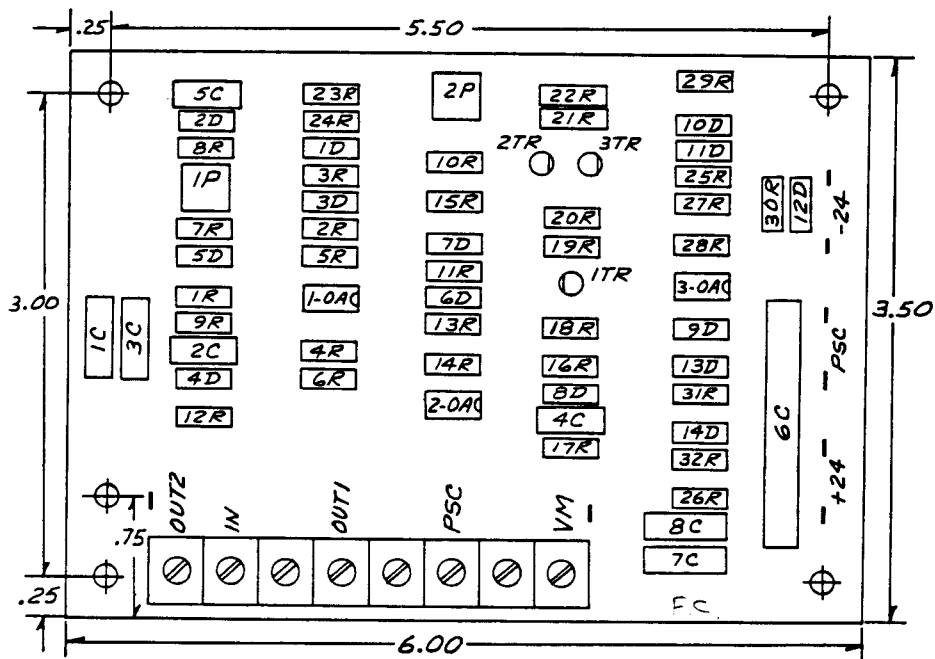 .25
5.50
5C
23R
2P
22R
29R
2D
24R
21R
10D
8R
1D
2TR
3TR
11D
1P
3R
10R
25R
3D
15R
27R
30R
12D
-24
7R
2R
20R
5D
5R
7D
19R
28R
11R
1TR
3.00
1R
1-OA
6D
3-OA
3.50
1C
3C
9R
13R
18R
9D
PSC
2C
4R
14R
16R
13D
4D
6R
8D
31R
12R
2-OA
4C
6C
14D
17R
32R
+24
26R
.75
OUT2
IN
OUT1
PSC
VM
8C
7C
.25
F.C
6.00